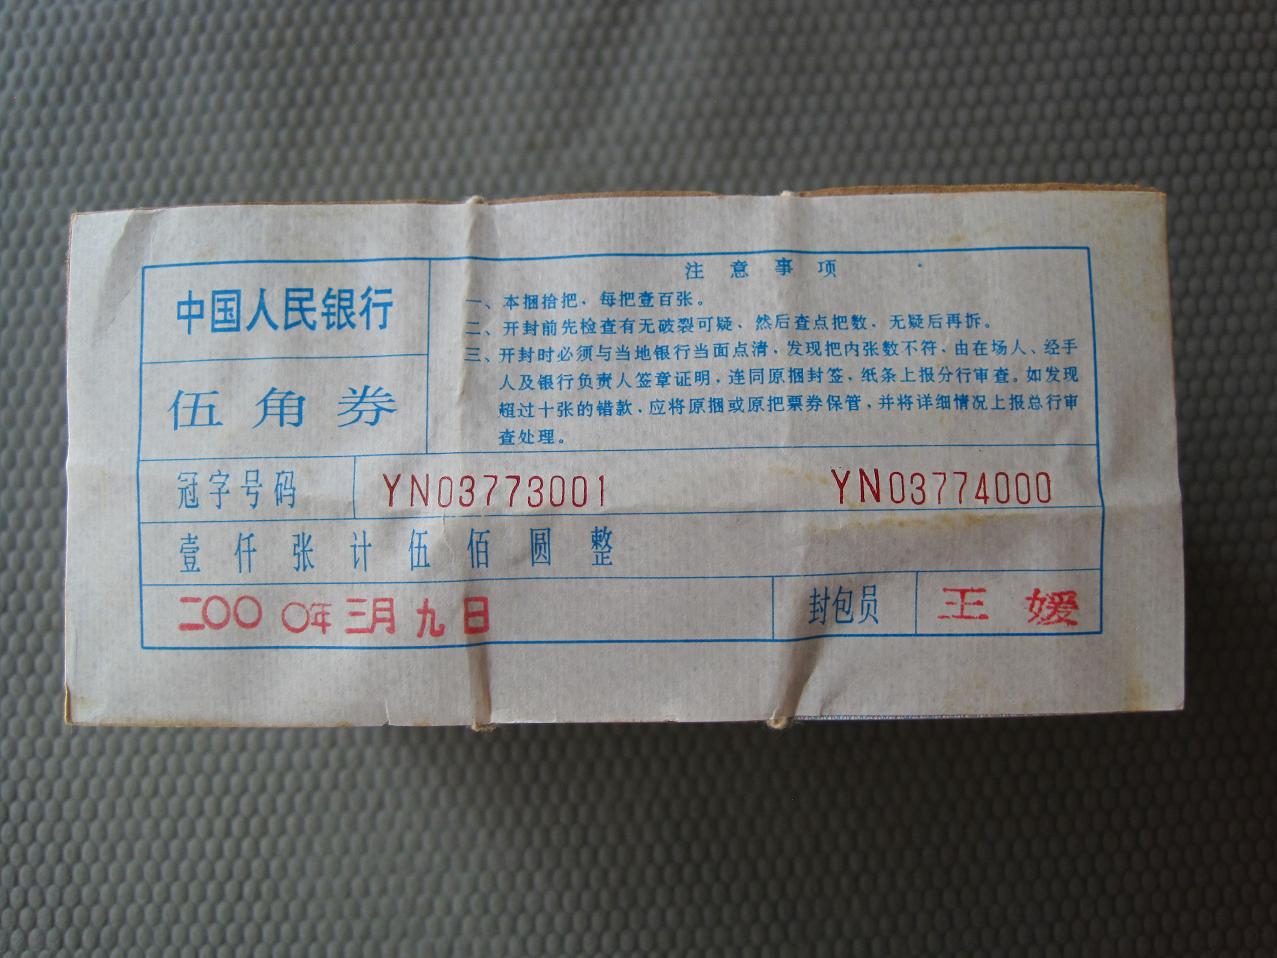 中国人民银行
伍角券
注意事项
一、本捆拾把，每把壹百张。
二、开封前先检查有无破裂可疑，然后查点把数，无疑后再拆。
三、开封时必须与当地银行当面点清，发现把内张数不符，由在场人、经手
人及银行负责人签章证明，连同原捆封签，纸条上报分行审查。如发现
超过十张的错款，应将原捆或原把票券保管，并将详细情况上报总行审
查处理。
冠字号码 YN03773001 YN03774000
壹仟张计伍佰圆整
二〇〇〇年三月九日 封包员 王媛